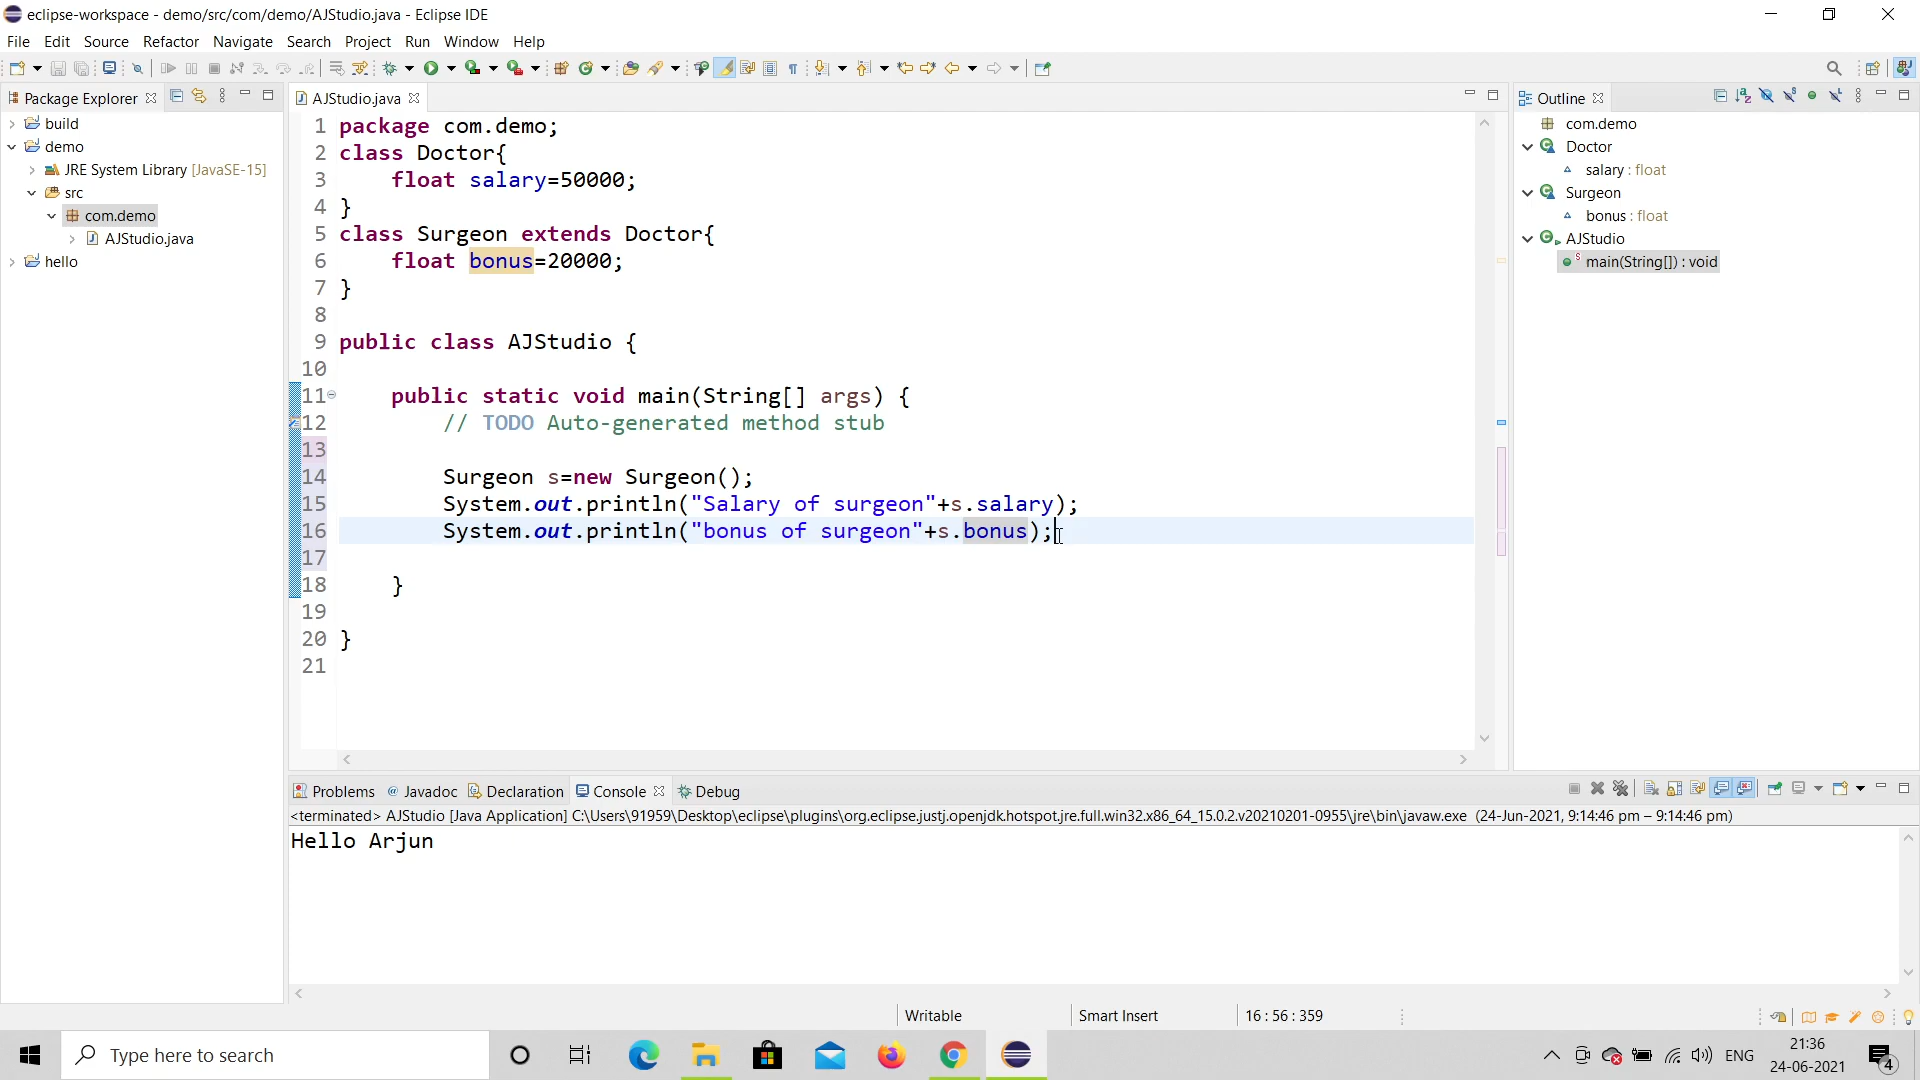 eclipse-workspace - demo/src/com/demo/AJStudio.java - Eclipse IDE
File Edit Source Refactor Navigate Search Project Run Window Help
Package Explorer
build
demo
JRE System Library [JavaSE-15]
src
com.demo
AJStudio.java
hello
AJStudio.java
1 package com.demo;
2 class Doctor{
3 float salary=50000;
4 }
5 class Surgeon extends Doctor{
6 float bonus=20000;
7 }
8
9 public class AJStudio {
10
11 public static void main(String[] args) {
12 // TODO Auto-generated method stub
13
14 Surgeon s=new Surgeon();
15 System.out.println("Salary of surgeon"+s.salary);
16 System.out.println("bonus of surgeon"+s.bonus);
17
18 }
19
20 }
21
Outline
com.demo
Doctor
salary : float
Surgeon
bonus : float
AJStudio
main(String[]) : void
Problems @ Javadoc Declaration Console Debug
<terminated> AJStudio [Java Application] C:\Users\91959\Desktop\eclipse\plugins\org.eclipse.justj.openjdk.hotspot.jre.full.win32.x86_64_15.0.2.v20210201-0955\jre\bin\javaw.exe (24-Jun-2021, 9:14:46 pm – 9:14:46 pm)
Hello Arjun
Writable Smart Insert 16 : 56 : 359
Type here to search
ENG
21:36
24-06-2021
4